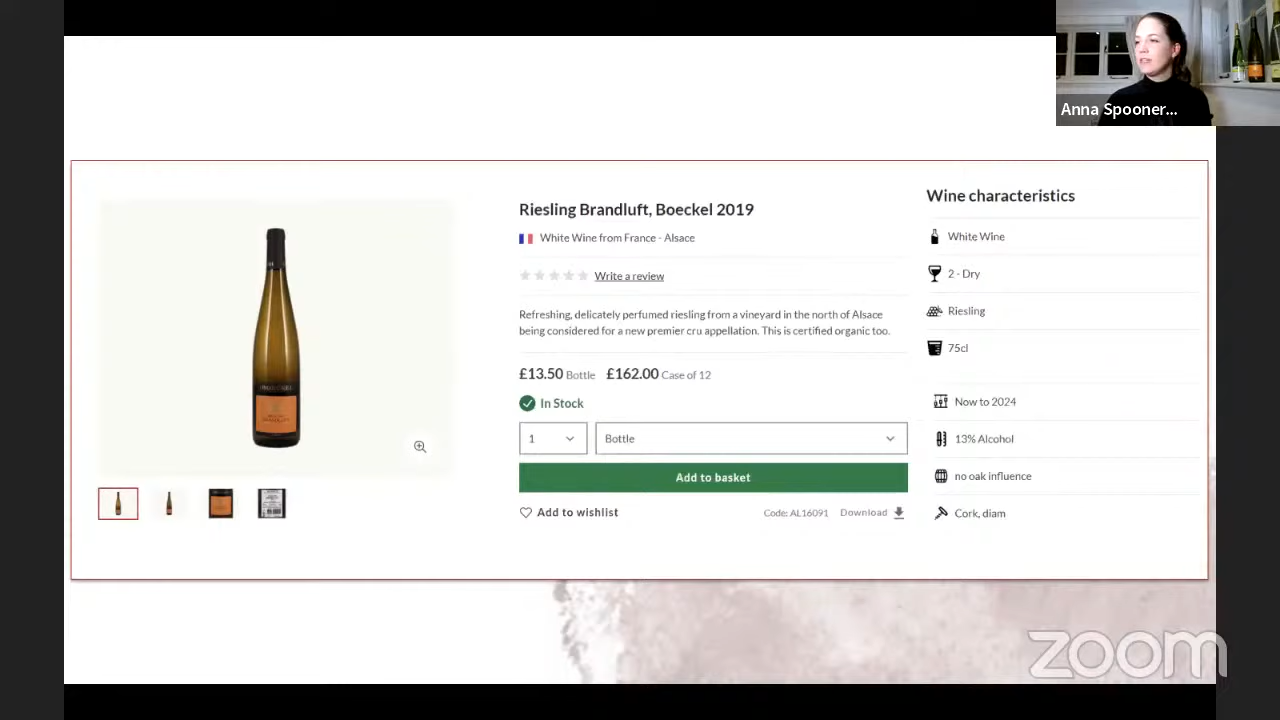 Anna Spooner...
Riesling Brandluft, Boeckel 2019
White Wine from France - Alsace
Write a review
Refreshing, delicately perfumed riesling from a vineyard in the north of Alsace
being considered for a new premier cru appellation. This is certified organic too.
£13.50 Bottle £162.00 Case of 12
In Stock
1 Bottle
Add to basket
Add to wishlist Code: AL16091 Download
Wine characteristics
White Wine
2 - Dry
Riesling
75cl
Now to 2024
13% Alcohol
no oak influence
Cork, diam
zoom